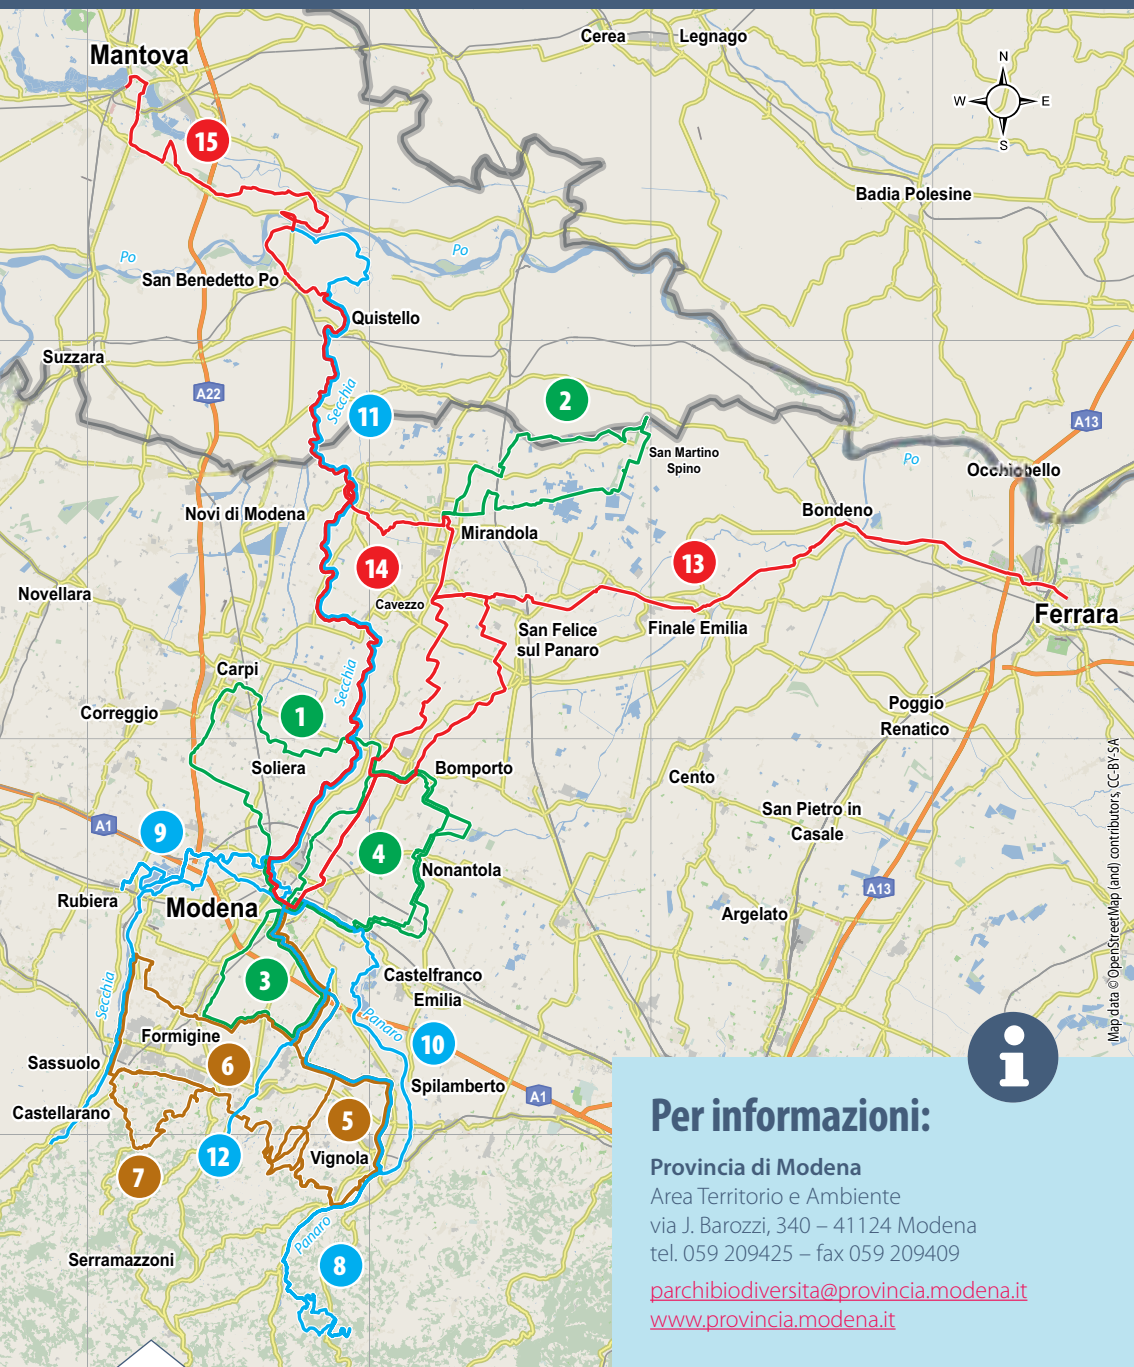 Mantova
Cerea
Legnago
N
W
E
S
15
Badia Polesine
Po
Po
San Benedetto Po
Quistello
Suzzara
A22
Secchia
11
2
A13
San Martino
Spino
Po
Occhiobello
Novi di Modena
Mirandola
Bondeno
14
13
Novellara
Cavezzo
Ferrara
San Felice
sul Panaro
Finale Emilia
Carpi
Secchia
Correggio
1
Poggio
Renatico
Soliera
Bomporto
Cento
San Pietro in
Casale
A1
9
4
Nonantola
A13
Rubiera
Modena
Argelato
3
Castelfranco
Emilia
Secchia
Panaro
Formigine
10
Sassuolo
6
Spilamberto
A1
Castellarano
5
12
Vignola
7
Panaro
Serramazzoni
8
Map data © OpenStreetMap (and) contributors, CC-BY-SA
i
Per informazioni:
Provincia di Modena
Area Territorio e Ambiente
via J. Barozzi, 340 – 41124 Modena
tel. 059 209425 – fax 059 209409
parchibiodiversita@provincia.modena.it
www.provincia.modena.it